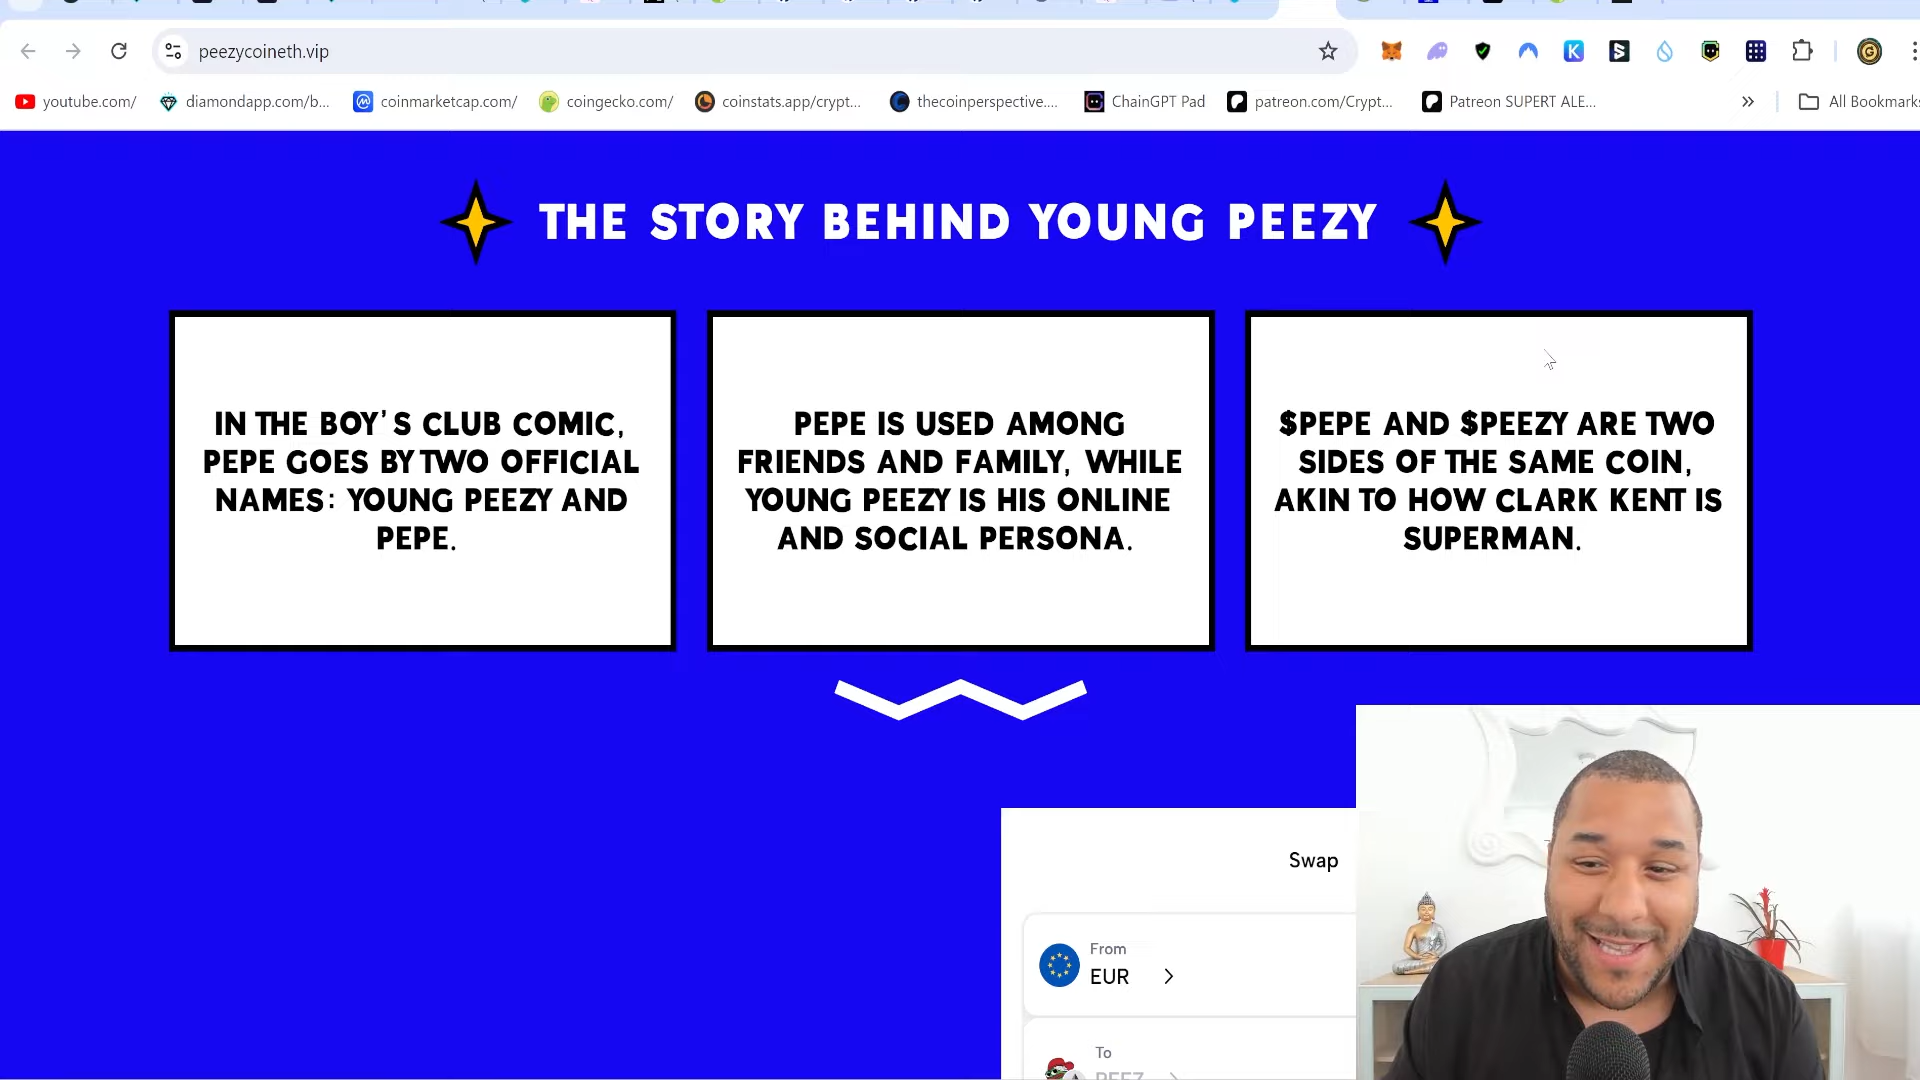 peezycoineth.vip
youtube.com/
diamondapp.com/b...
coinmarketcap.com/
coingecko.com/
coinstats.app/crypt...
thecoinperspective....
ChainGPT Pad
patreon.com/Crypt...
Patreon SUPERT ALE...
All Bookmarks
THE STORY BEHIND YOUNG PEEZY
IN THE BOY'S CLUB COMIC,
PEPE GOES BY TWO OFFICIAL
NAMES: YOUNG PEEZY AND
PEPE.
PEPE IS USED AMONG
FRIENDS AND FAMILY, WHILE
YOUNG PEEZY IS HIS ONLINE
AND SOCIAL PERSONA.
$PEPE AND $PEEZY ARE TWO
SIDES OF THE SAME COIN,
AKIN TO HOW CLARK KENT IS
SUPERMAN.
Swap
From
EUR
To
PEEZ